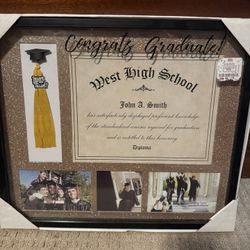 Congrats Graduate!
West High School
John A. Smith
has satisfactorily displayed proficient knowledge of
the standardized courses required for graduation
and is entitled to this honorary
Diploma